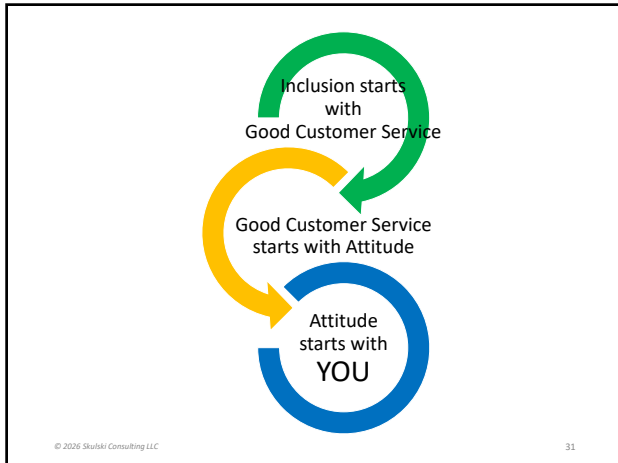 Inclusion starts
with
Good Customer Service
Good Customer Service
starts with Attitude
Attitude
starts with
YOU
© 2026 Skulski Consulting LLC
31